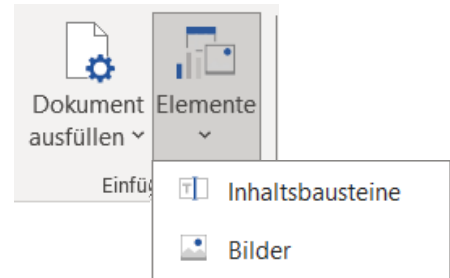 Dokument
ausfüllen
Elemente
Inhaltsbausteine
Bilder